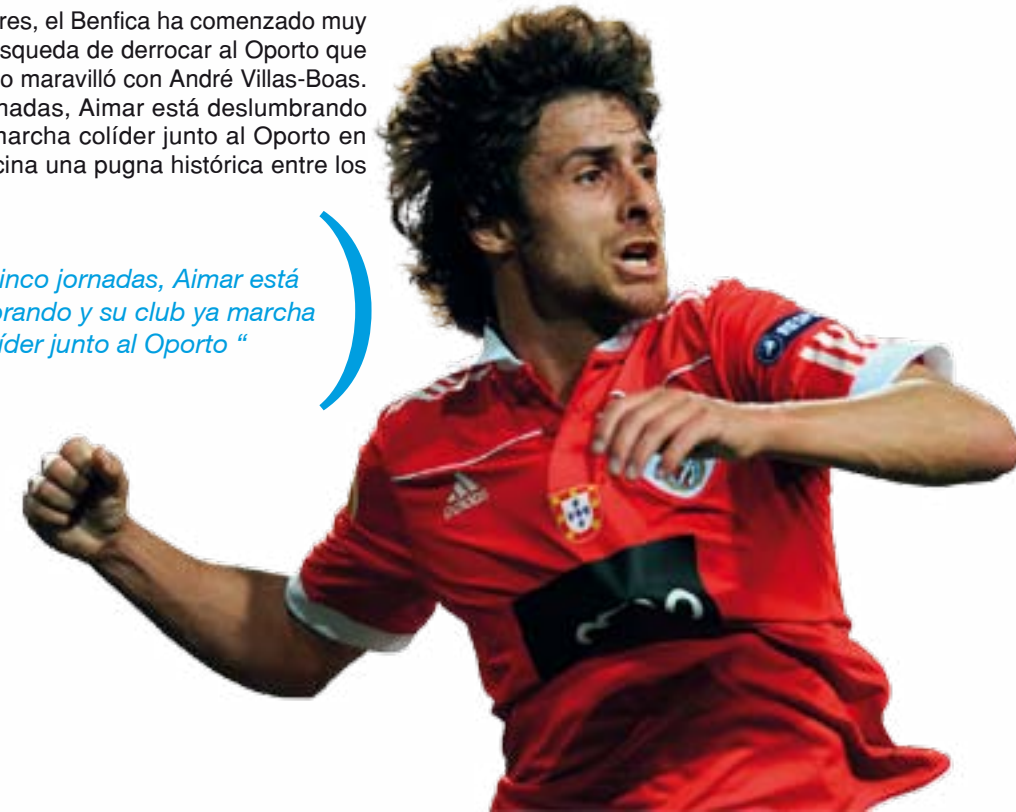 res, el Benfica ha comenzado muy
squeda de derrocar al Oporto que
o maravilló con André Villas-Boas.
nadas, Aimar está deslumbrando
marcha colíder junto al Oporto en
cina una pugna histórica entre los
inco jornadas, Aimar está
rando y su club ya marcha
íder junto al Oporto “
adidas